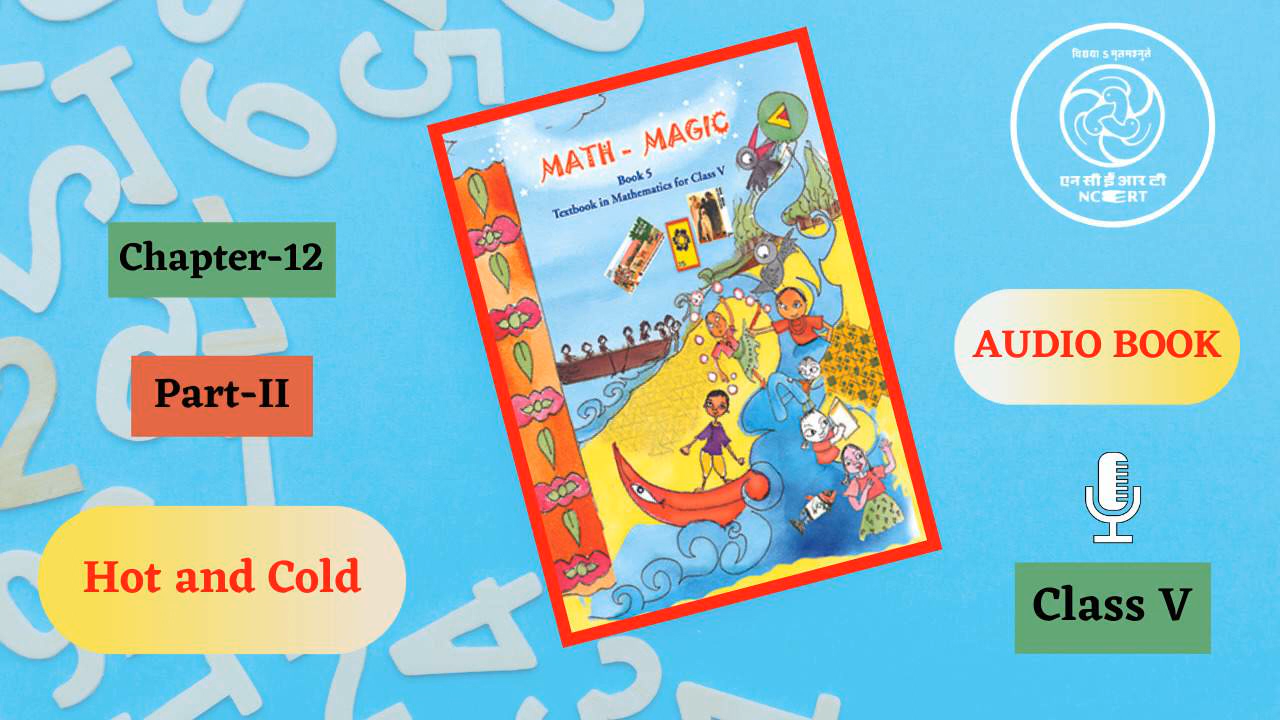 Chapter-12
Part-II
Hot and Cold
MATH - MAGIC
Book 5
Textbook in Mathematics for Class V
विद्यया ऽ मृतमश्नुते
एन सी ई आर टी
NCERT
AUDIO BOOK
Class V